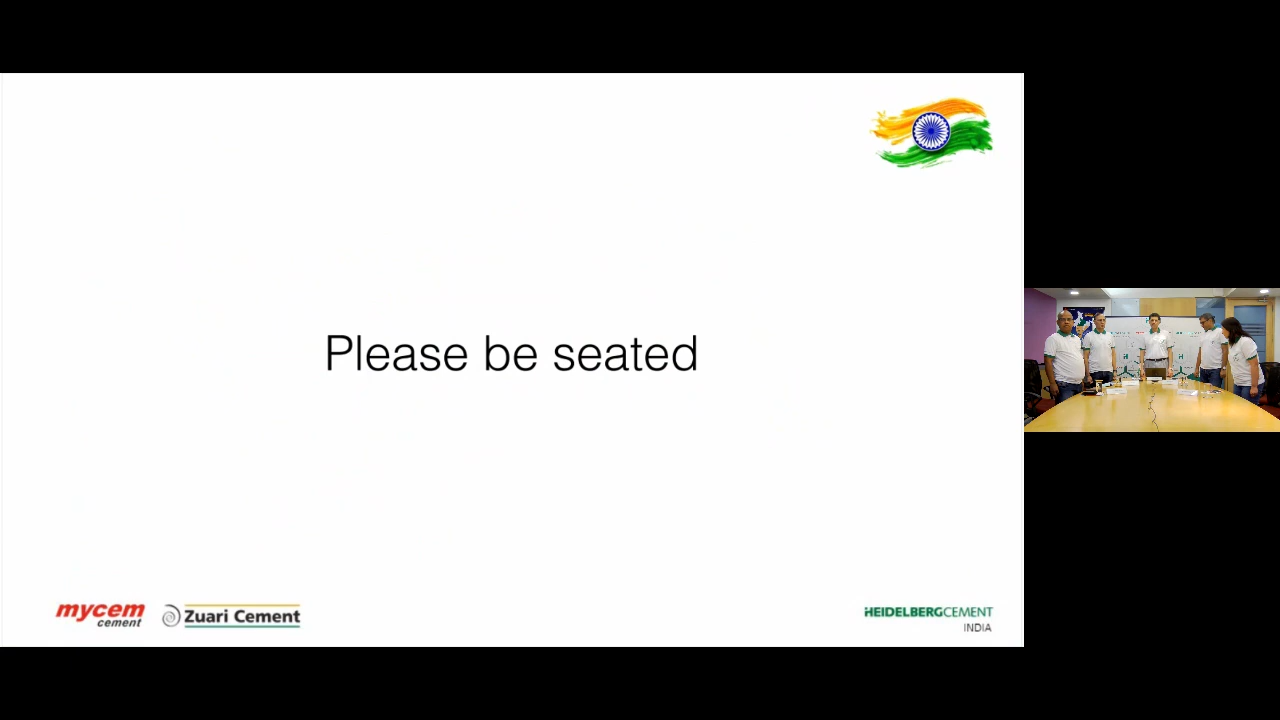 Please be seated
mycem
cement
Zuari Cement
HEIDELBERGCEMENT
INDIA